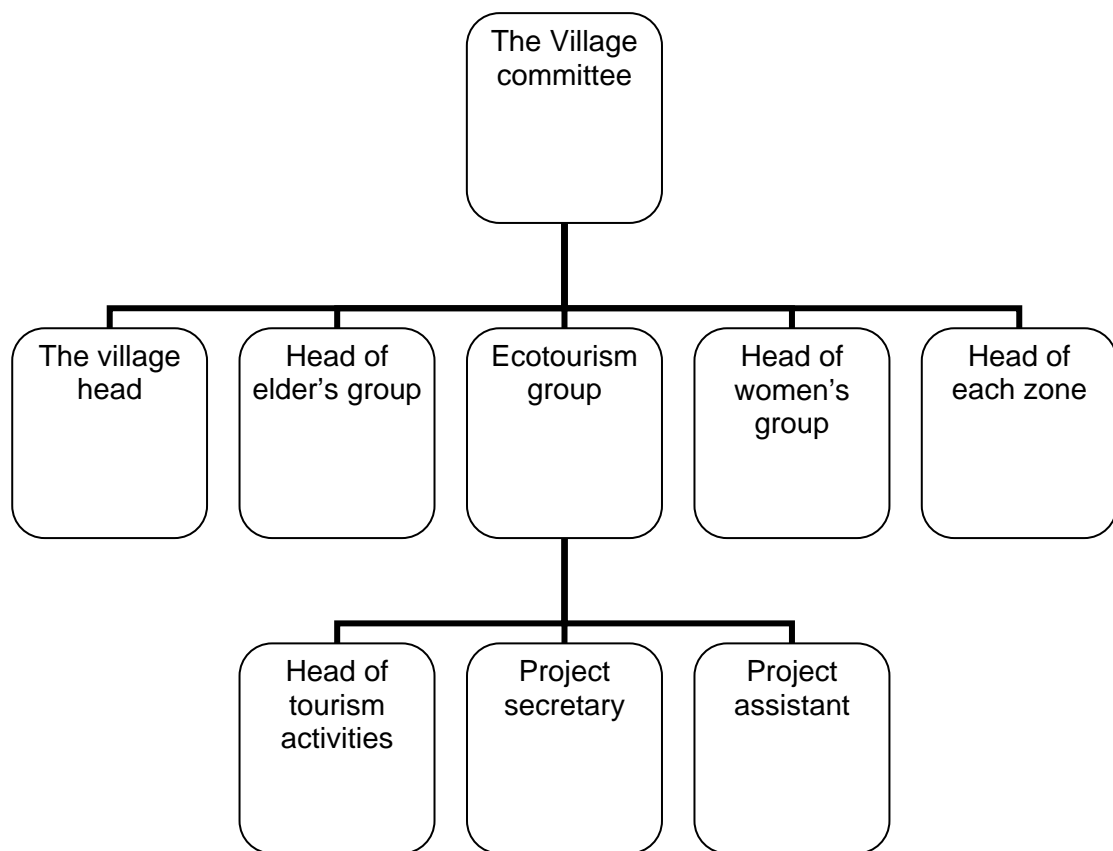 The Village
committee
The village
head
Head of
elder's group
Ecotourism
group
Head of
women's
group
Head of
each zone
Head of
tourism
activities
Project
secretary
Project
assistant